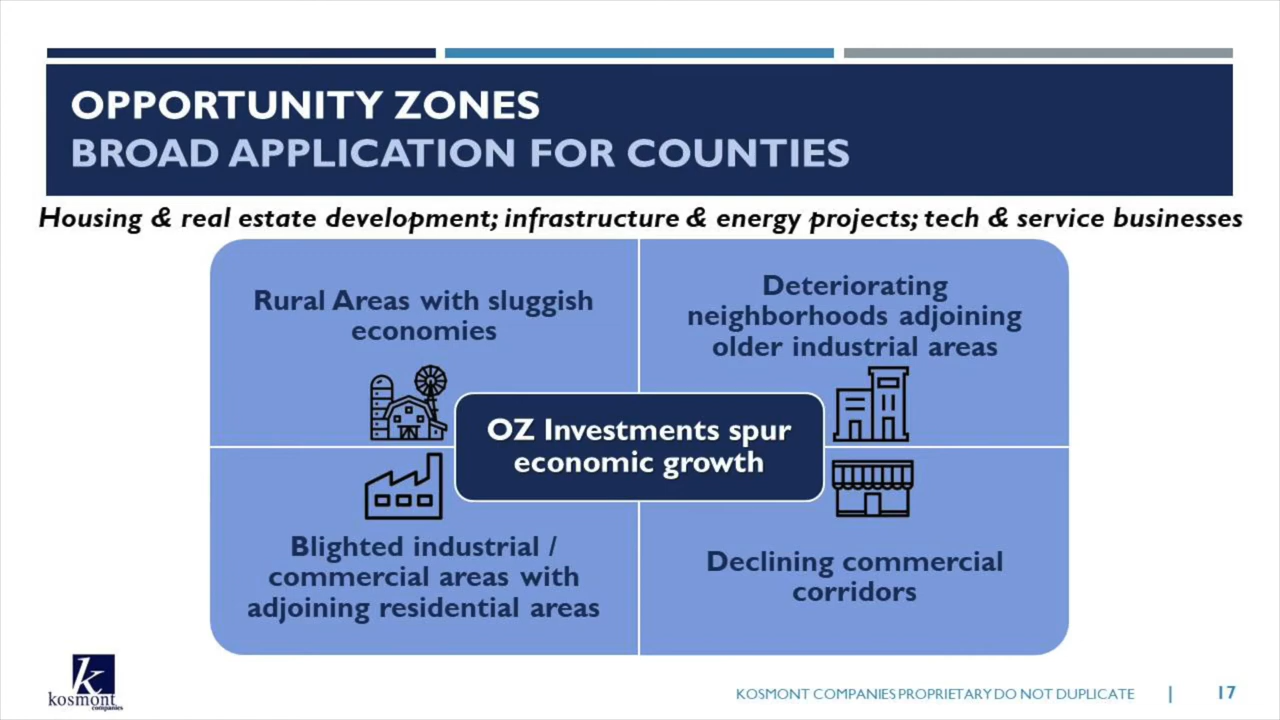 OPPORTUNITY ZONES
BROAD APPLICATION FOR COUNTIES
Housing & real estate development; infrastructure & energy projects; tech & service businesses
Rural Areas with sluggish
economies
Deteriorating
neighborhoods adjoining
older industrial areas
OZ Investments spur
economic growth
Blighted industrial /
commercial areas with
adjoining residential areas
Declining commercial
corridors
k
kosmont
companies
KOSMONT COMPANIES PROPRIETARY DO NOT DUPLICATE | 17